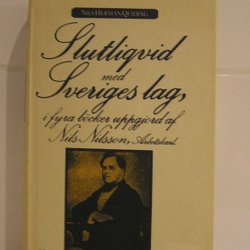 NILS HERMAN QUIDING
Slutliqvid
med
Sveriges lag,
i fyra böcker uppgjord af
Nils Nilsson, Arbetskarl.